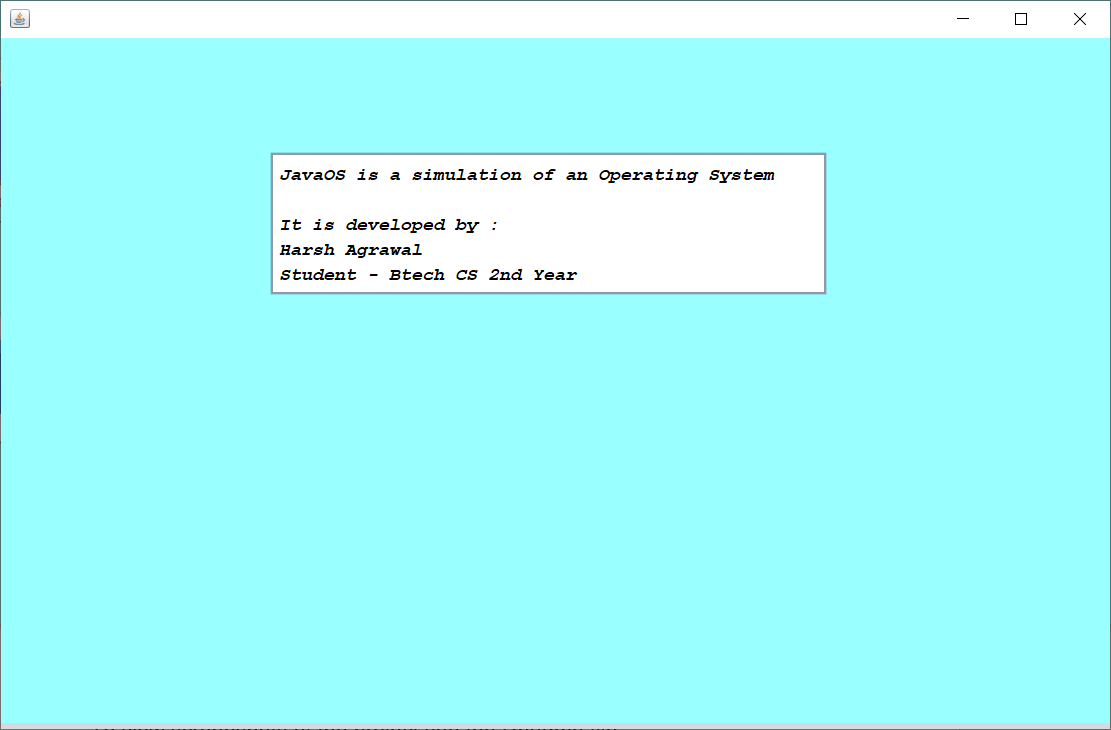 JavaOS is a simulation of an Operating System
It is developed by :
Harsh Agrawal
Student - Btech CS 2nd Year